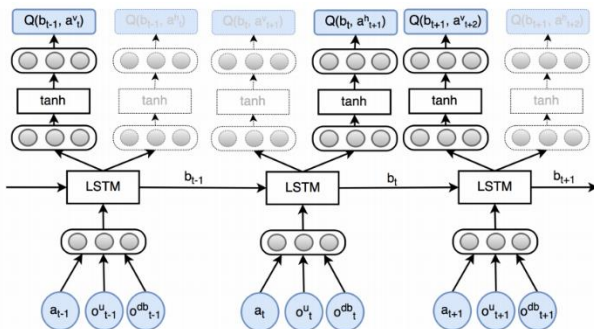 Q(b_{t-1}, a^v_t) Q(b_{t-1}, a^h_t) Q(b_t, a^v_{t+1}) Q(b_t, a^h_{t+1}) Q(b_{t+1}, a^v_{t+2}) Q(b_{t+1}, a^h_{t+2})
tanh tanh tanh tanh tanh tanh
LSTM b_{t-1} LSTM b_t LSTM b_{t+1}
a_{t-1} o^u_{t-1} o^{db}_{t-1} a_t o^u_t o^{db}_t a_{t+1} o^u_{t+1} o^{db}_{t+1}